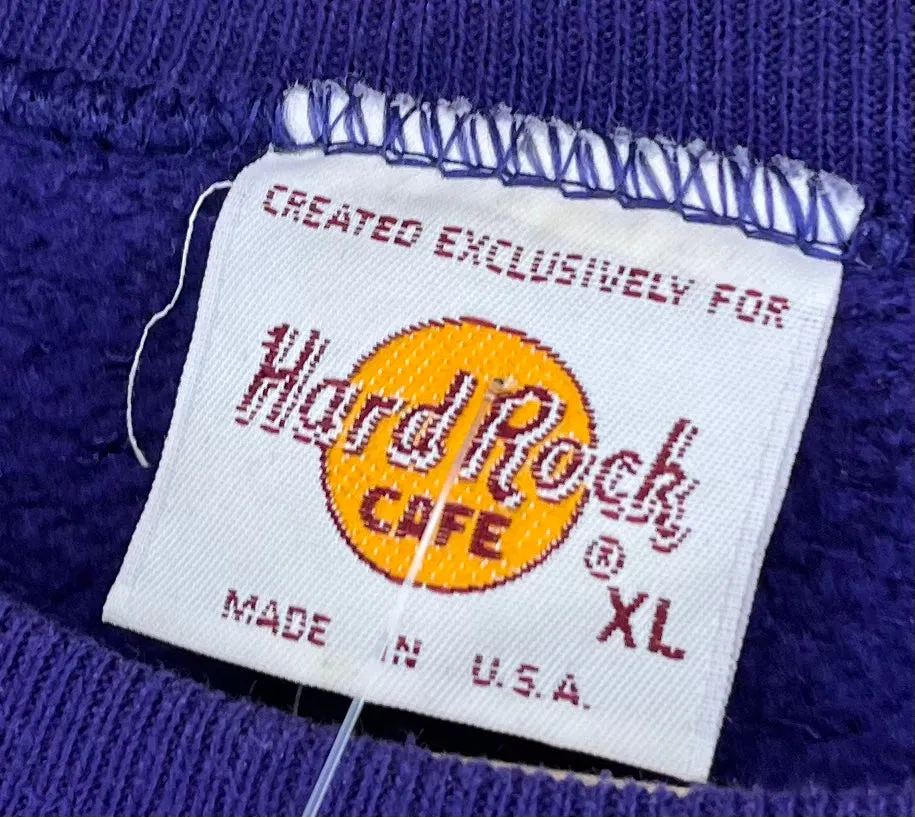 CREATED EXCLUSIVELY FOR
Hard Rock
CAFE
®
XL
MADE IN U.S.A.